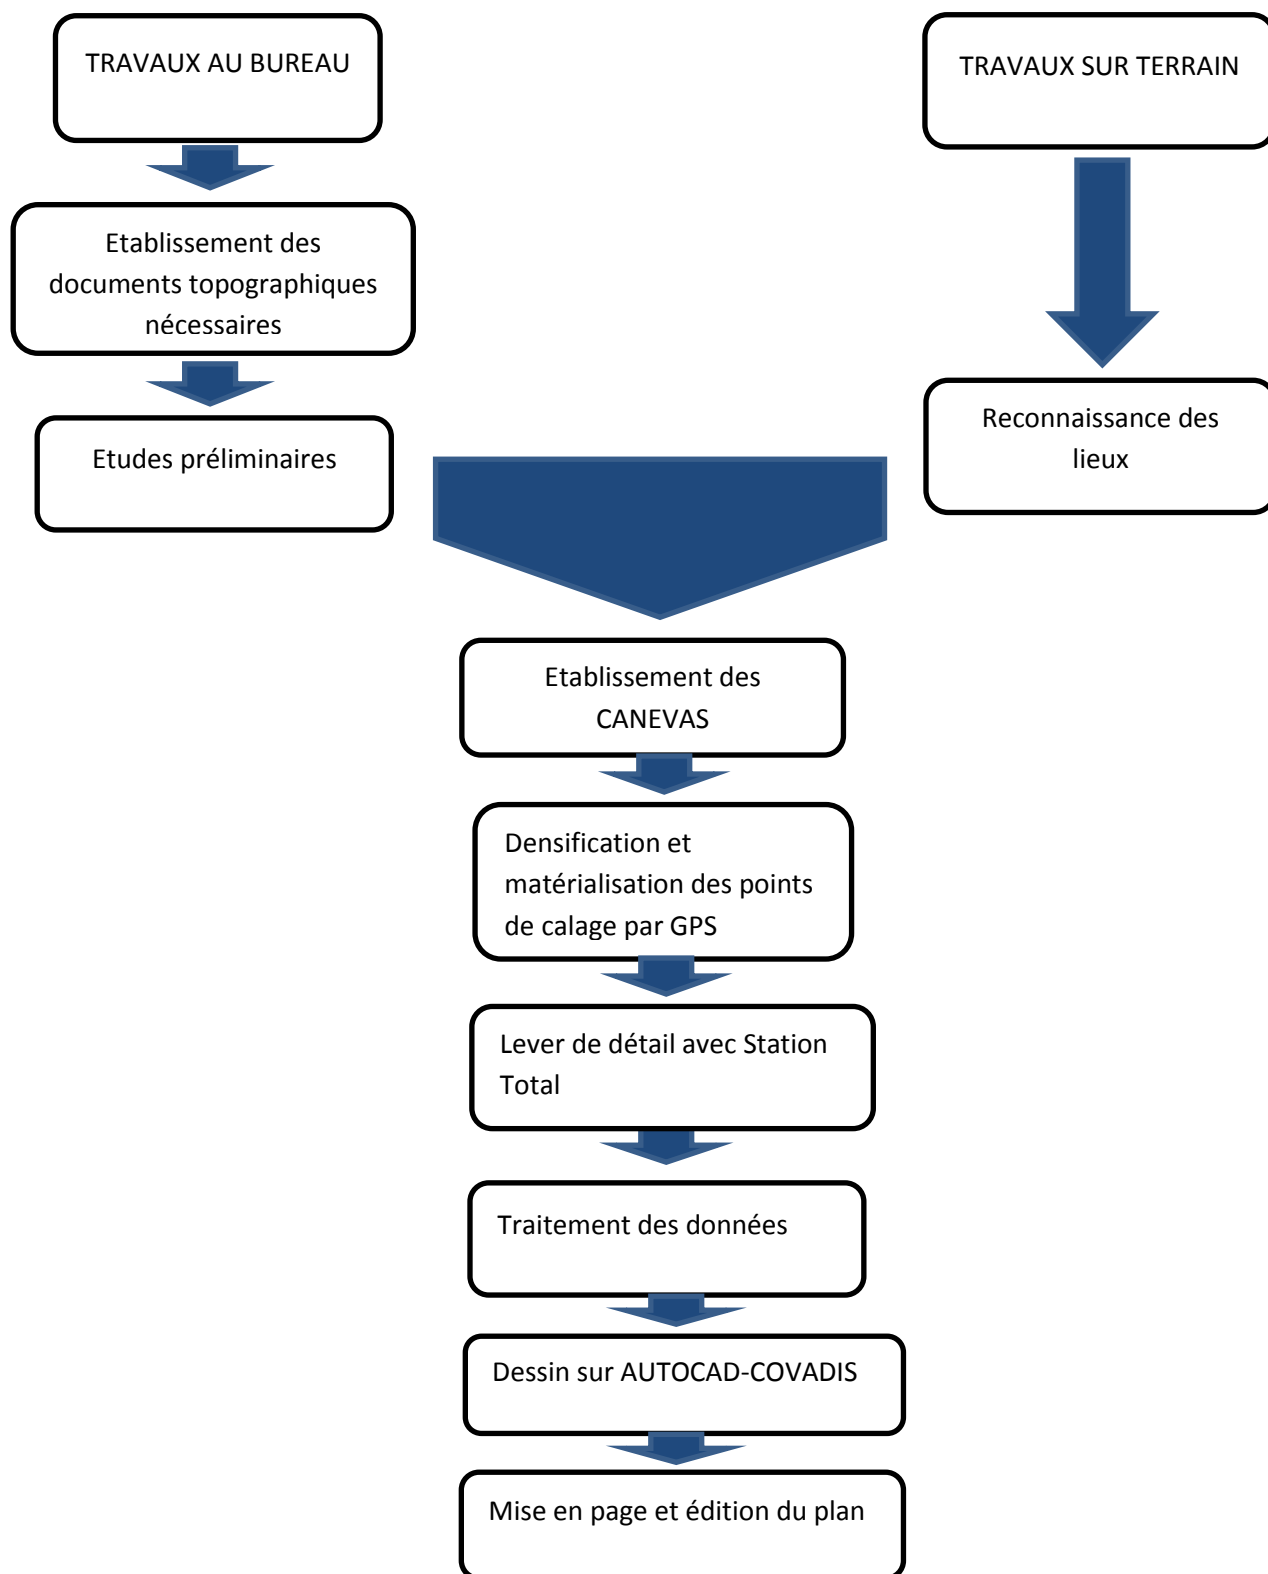 TRAVAUX AU BUREAU
TRAVAUX SUR TERRAIN
Etablissement des
documents topographiques
nécessaires
Etudes préliminaires
Reconnaissance des
lieux
Etablissement des
CANEVAS
Densification et
matérialisation des points
de calage par GPS
Lever de détail avec Station
Total
Traitement des données
Dessin sur AUTOCAD-COVADIS
Mise en page et édition du plan